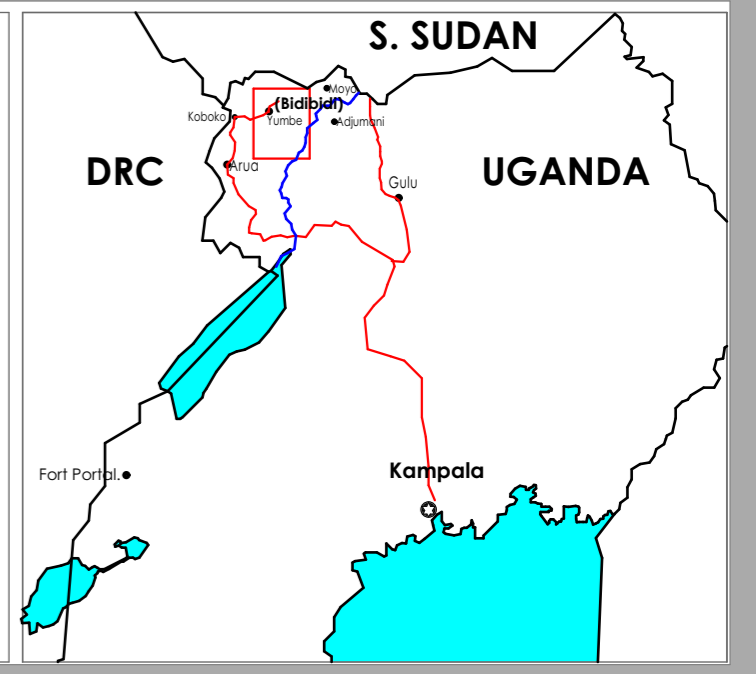 S. SUDAN
Moyo
(Bidibidi)
Koboko
Yumbe
Adjumani
DRC
Arua
UGANDA
Gulu
Kampala
Fort Portal.